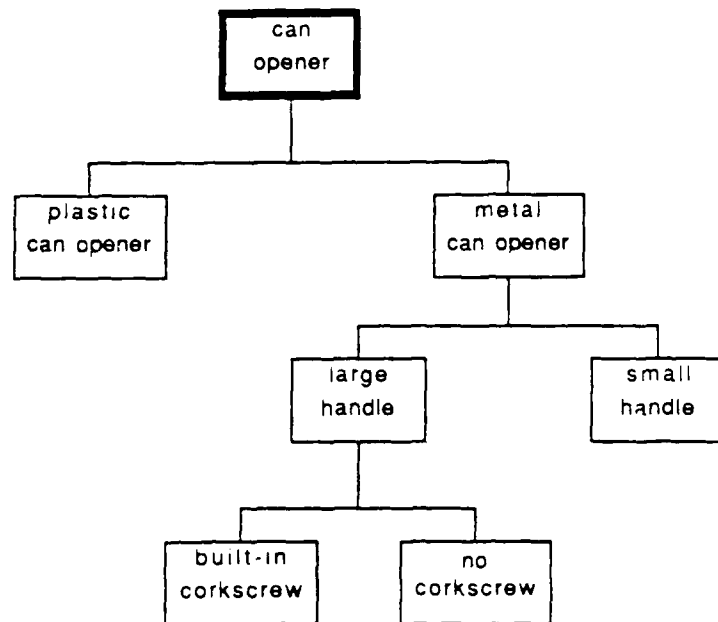 can
opener
plastic
can opener
metal
can opener
large
handle
small
handle
built-in
corkscrew
no
corkscrew